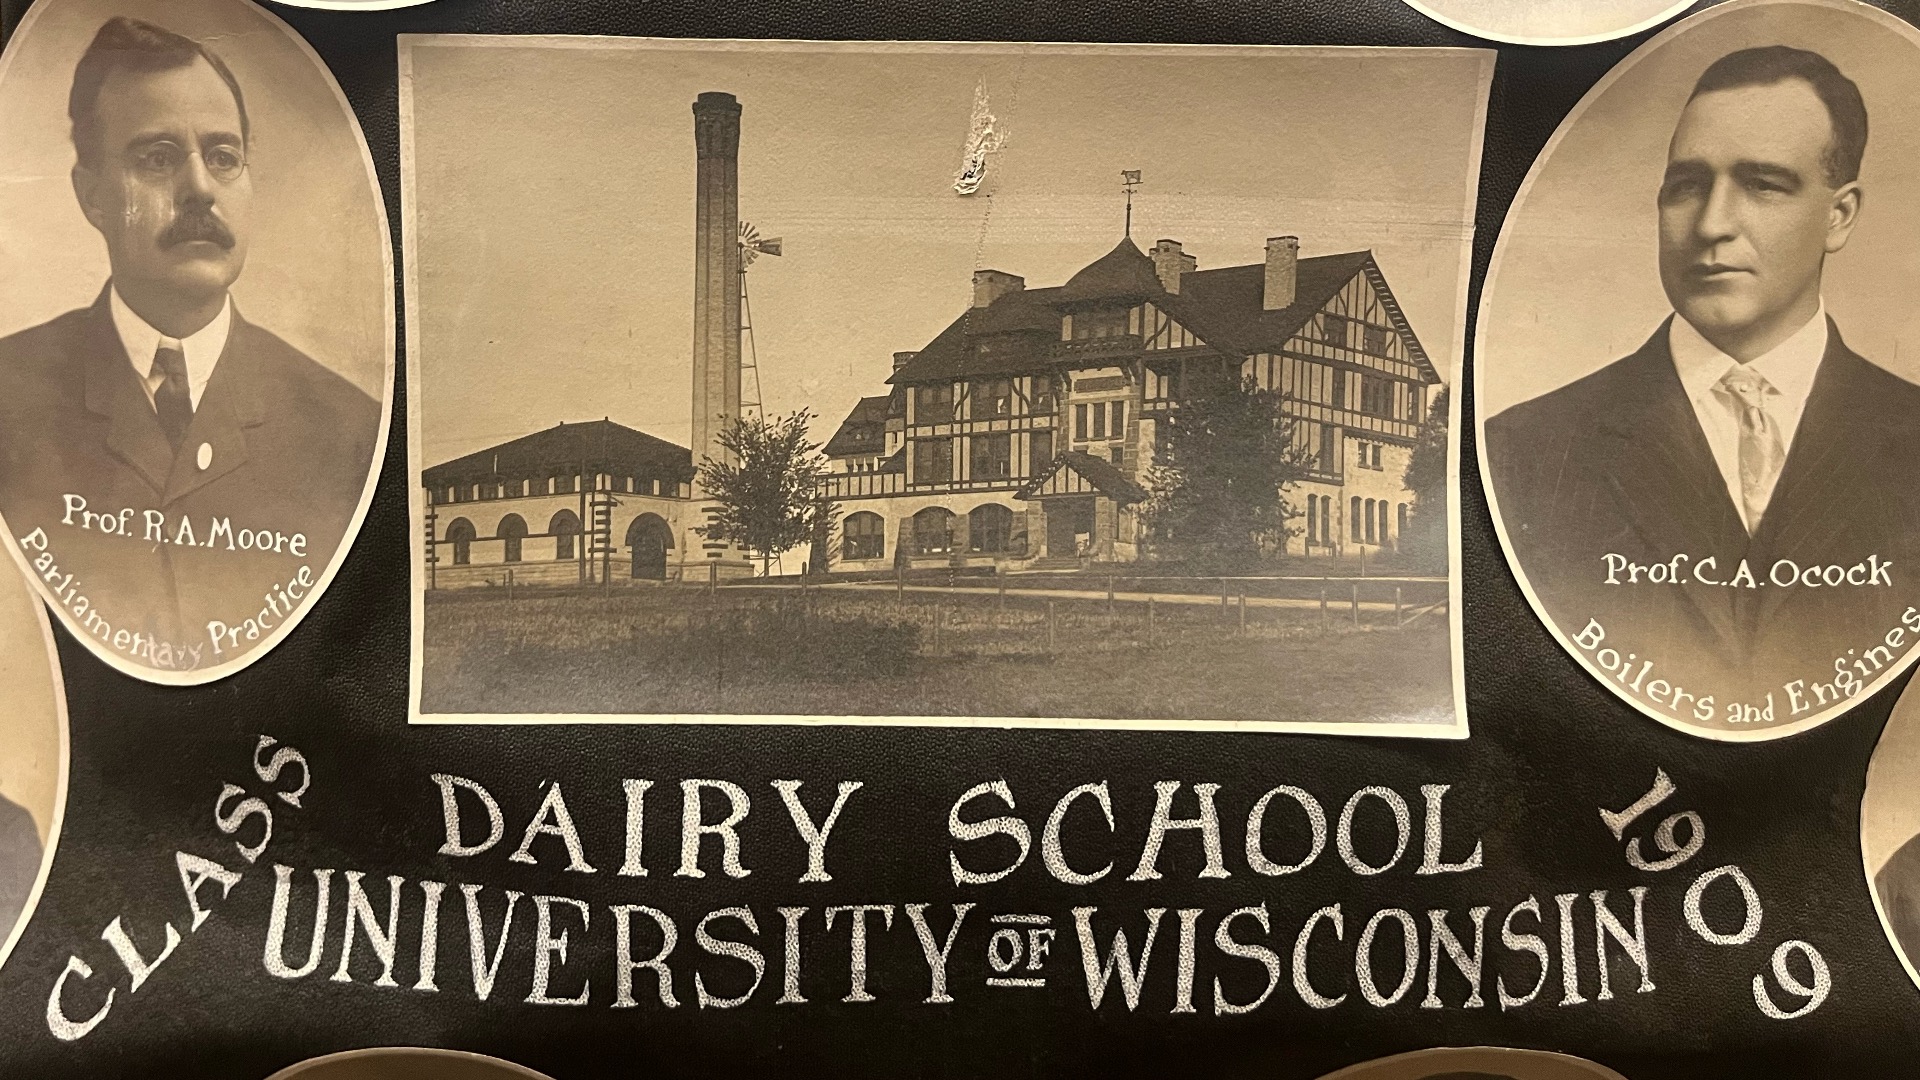 Prof. R.A. Moore
Parliamentary Practice
Prof. C.A. Ocock
Boilers and Engines
CLASS
DAIRY SCHOOL
1909
UNIVERSITY OF WISCONSIN